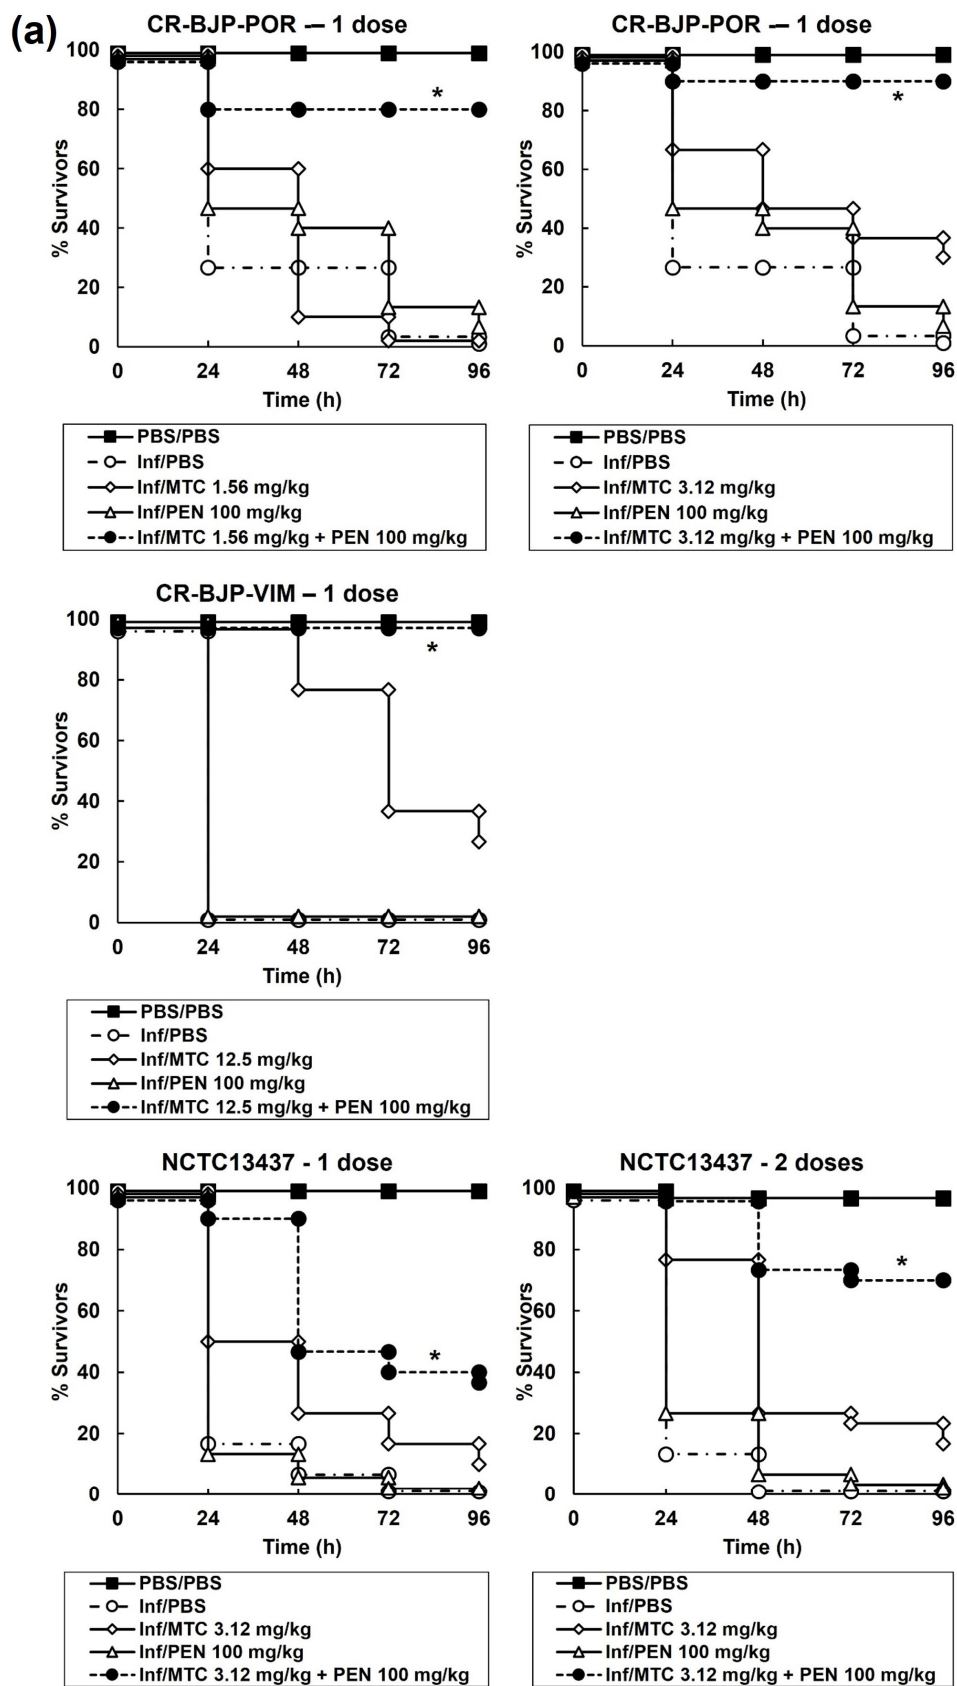 (a)
CR-BJP-POR -– 1 dose
% Survivors
100
80
60
40
20
0
0 24 48 72 96
Time (h)
*
PBS/PBS
Inf/PBS
Inf/MTC 1.56 mg/kg
Inf/PEN 100 mg/kg
Inf/MTC 1.56 mg/kg + PEN 100 mg/kg
CR-BJP-POR -– 1 dose
% Survivors
100
80
60
40
20
0
0 24 48 72 96
Time (h)
*
PBS/PBS
Inf/PBS
Inf/MTC 3.12 mg/kg
Inf/PEN 100 mg/kg
Inf/MTC 3.12 mg/kg + PEN 100 mg/kg
CR-BJP-VIM – 1 dose
% Survivors
100
80
60
40
20
0
0 24 48 72 96
Time (h)
*
PBS/PBS
Inf/PBS
Inf/MTC 12.5 mg/kg
Inf/PEN 100 mg/kg
Inf/MTC 12.5 mg/kg + PEN 100 mg/kg
NCTC13437 - 1 dose
% Survivors
100
80
60
40
20
0
0 24 48 72 96
Time (h)
*
PBS/PBS
Inf/PBS
Inf/MTC 3.12 mg/kg
Inf/PEN 100 mg/kg
Inf/MTC 3.12 mg/kg + PEN 100 mg/kg
NCTC13437 - 2 doses
% Survivors
100
80
60
40
20
0
0 24 48 72 96
Time (h)
*
PBS/PBS
Inf/PBS
Inf/MTC 3.12 mg/kg
Inf/PEN 100 mg/kg
Inf/MTC 3.12 mg/kg + PEN 100 mg/kg